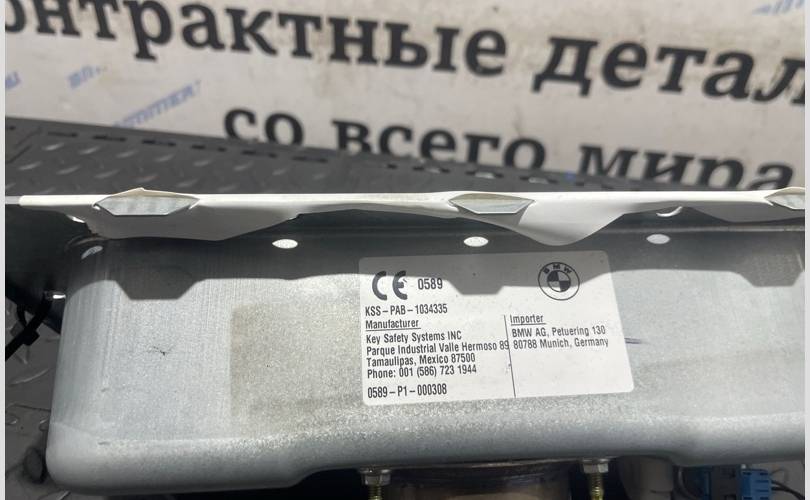 контрактные детал
со всего мира
CE 0589
BMW
KSS-PAB-1034335
Manufacturer
Key Safety Systems INC
Parque Industrial Valle Hermoso 89
Tamaulipas, Mexico 87500
Phone: 001 (586) 723 1944
0589-P1-000308
Importer
BMW AG, Petuering 130
80788 Munich, Germany